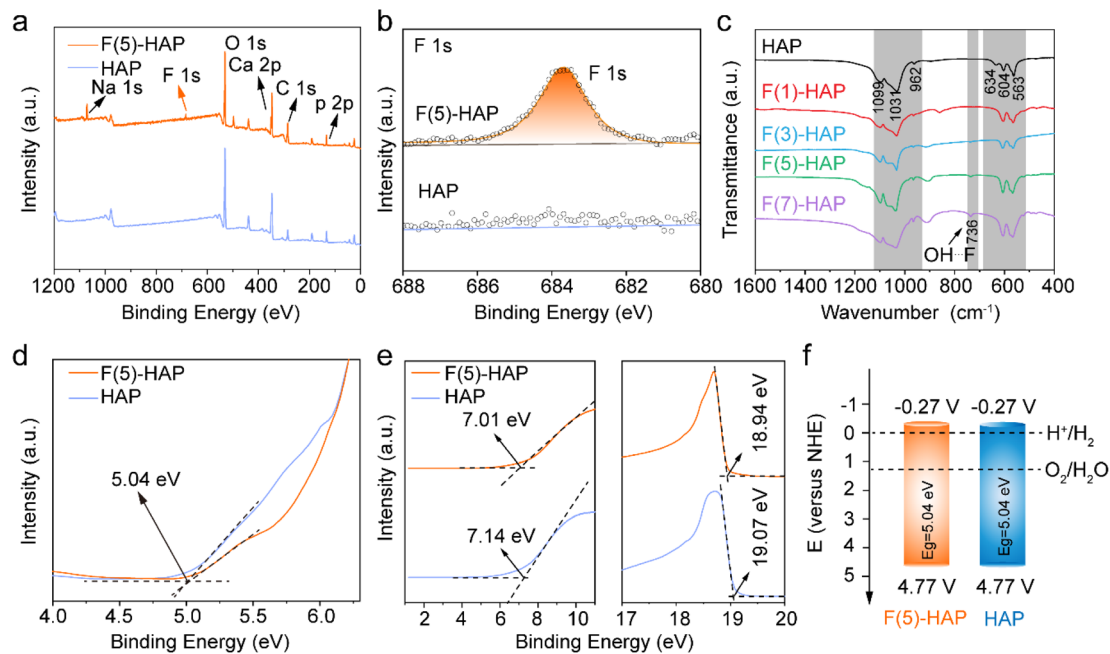 a
F(5)-HAP
HAP
O 1s
Ca 2p
F 1s
C 1s
Na 1s
p 2p
Intensity (a.u.)
1200 1000 800 600 400 200 0
Binding Energy (eV)
b
F 1s
F 1s
F(5)-HAP
HAP
Intensity (a.u.)
688 686 684 682 680
Binding Energy (eV)
c
HAP
1099
1031
962
634
604
563
F(1)-HAP
F(3)-HAP
F(5)-HAP
F(7)-HAP
736
OH···F
Transmittance (a.u.)
1600 1400 1200 1000 800 600 400
Wavenumber (cm-1)
d
F(5)-HAP
HAP
5.04 eV
Intensity (a.u.)
4.0 4.5 5.0 5.5 6.0
Binding Energy (eV)
e
F(5)-HAP
HAP
7.01 eV
7.14 eV
Intensity (a.u.)
2 4 6 8 10
Binding Energy (eV)
18.94 eV
19.07 eV
17 18 19 20
Binding Energy (eV)
f
E (versus NHE)
-1
0
1
2
3
4
5
-0.27 V -0.27 V
H+/H2
O2/H2O
Eg=5.04 eV
Eg=5.04 eV
4.77 V 4.77 V
F(5)-HAP HAP